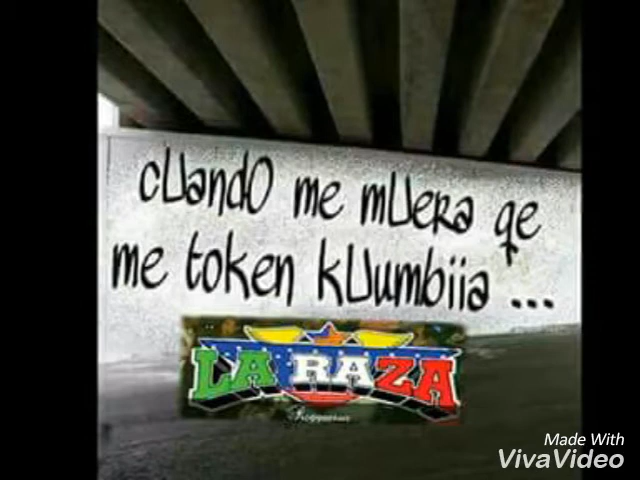 cUandO me mUeRa qe
me token kUumbiia ...
LA RAZA
Made With
VivaVideo